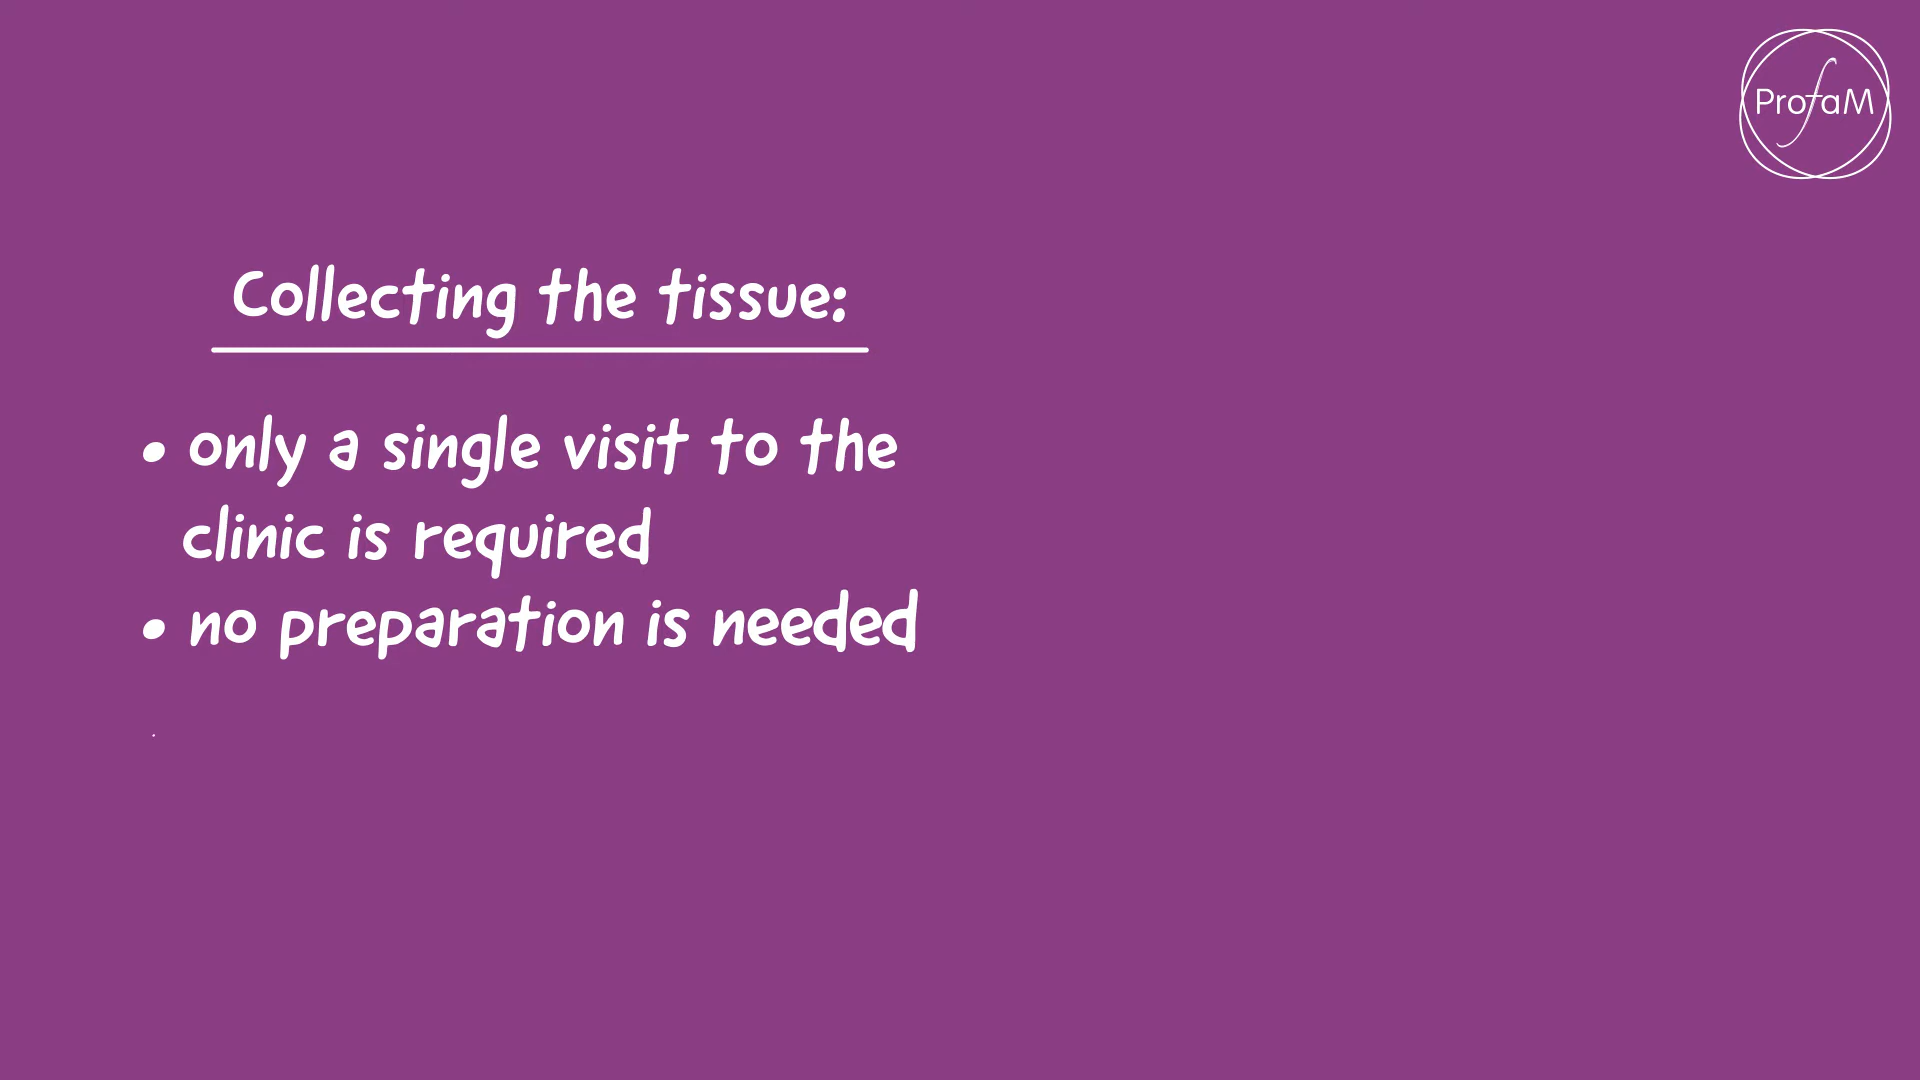 ProfaM
Collecting the tissue:
• only a single visit to the
clinic is required
• no preparation is needed